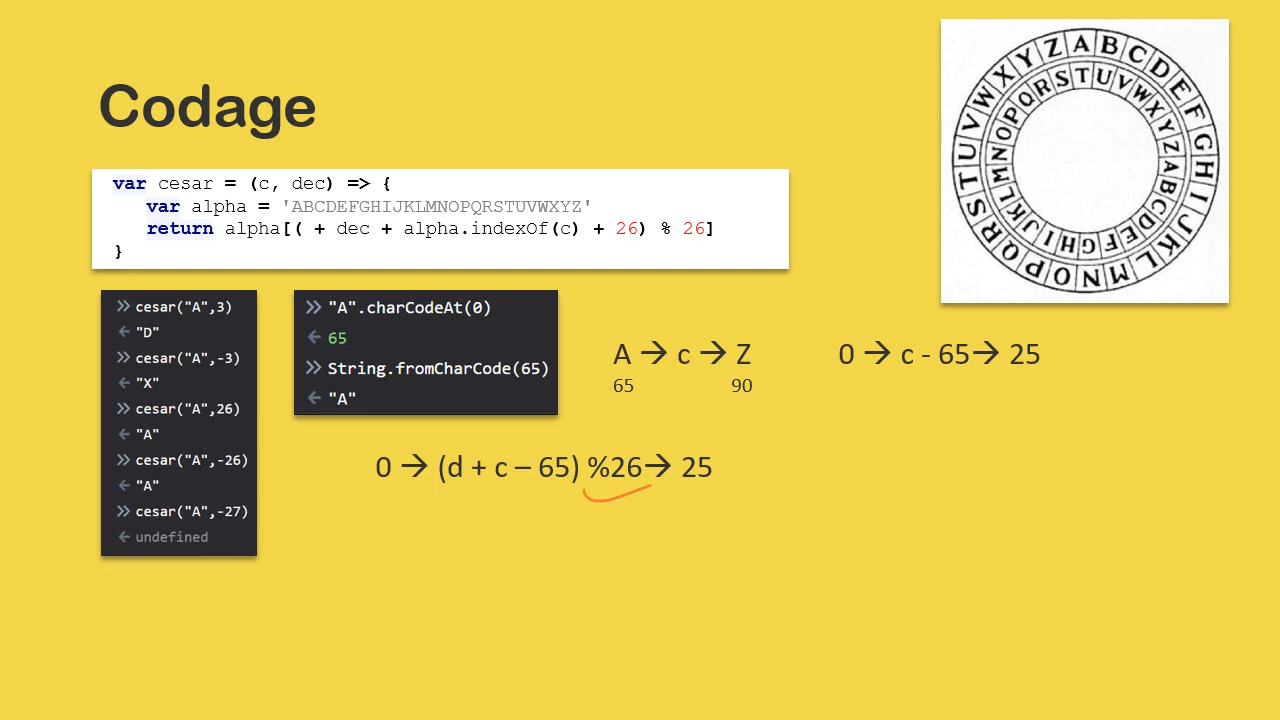 Codage
var cesar = (c, dec) => {
var alpha = 'ABCDEFGHIJKLMNOPQRSTUVWXYZ'
return alpha[( + dec + alpha.indexOf(c) + 26) % 26]
}
A B C D E F G H I J K L M N O P Q R S T U V W X Y Z
T U V W X Y Z A B C D E F G H I J K L M N O P Q R S
>> cesar("A",3)
← "D"
>> cesar("A",-3)
← "X"
>> cesar("A",26)
← "A"
>> cesar("A",-26)
← "A"
>> cesar("A",-27)
← undefined
>> "A".charCodeAt(0)
← 65
>> String.fromCharCode(65)
← "A"
A → c → Z
65 90
0 → c - 65→ 25
0 → (d + c – 65) %26→ 25